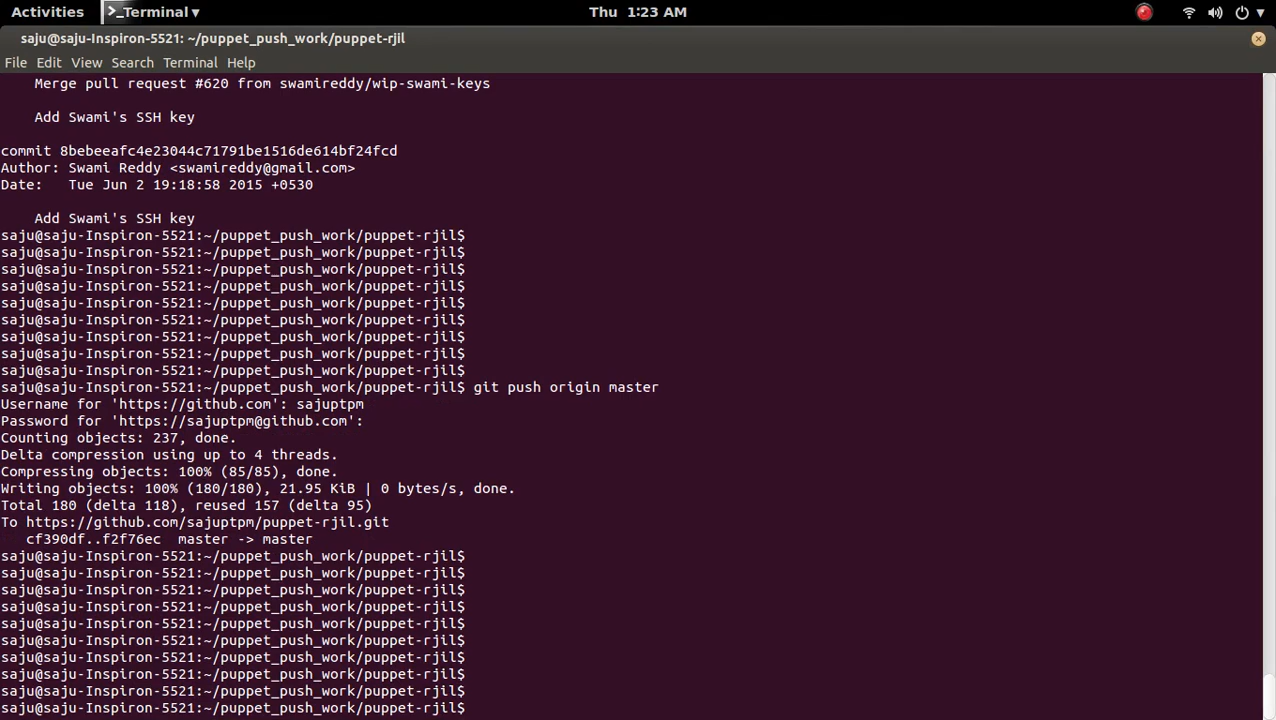 Activities
>_Terminal ▾
Thu 1:23 AM
saju@saju-Inspiron-5521: ~/puppet_push_work/puppet-rjil
File Edit View Search Terminal Help
Merge pull request #620 from swamireddy/wip-swami-keys
Add Swami's SSH key
commit 8bebeeafc4e23044c71791be1516de614bf24fcd
Author: Swami Reddy <swamireddy@gmail.com>
Date: Tue Jun 2 19:18:58 2015 +0530
Add Swami's SSH key
saju@saju-Inspiron-5521:~/puppet_push_work/puppet-rjil$
saju@saju-Inspiron-5521:~/puppet_push_work/puppet-rjil$
saju@saju-Inspiron-5521:~/puppet_push_work/puppet-rjil$
saju@saju-Inspiron-5521:~/puppet_push_work/puppet-rjil$
saju@saju-Inspiron-5521:~/puppet_push_work/puppet-rjil$
saju@saju-Inspiron-5521:~/puppet_push_work/puppet-rjil$
saju@saju-Inspiron-5521:~/puppet_push_work/puppet-rjil$
saju@saju-Inspiron-5521:~/puppet_push_work/puppet-rjil$
saju@saju-Inspiron-5521:~/puppet_push_work/puppet-rjil$
saju@saju-Inspiron-5521:~/puppet_push_work/puppet-rjil$ git push origin master
Username for 'https://github.com': sajuptpm
Password for 'https://sajuptpm@github.com':
Counting objects: 237, done.
Delta compression using up to 4 threads.
Compressing objects: 100% (85/85), done.
Writing objects: 100% (180/180), 21.95 KiB | 0 bytes/s, done.
Total 180 (delta 118), reused 157 (delta 95)
To https://github.com/sajuptpm/puppet-rjil.git
cf390df..f2f76ec master -> master
saju@saju-Inspiron-5521:~/puppet_push_work/puppet-rjil$
saju@saju-Inspiron-5521:~/puppet_push_work/puppet-rjil$
saju@saju-Inspiron-5521:~/puppet_push_work/puppet-rjil$
saju@saju-Inspiron-5521:~/puppet_push_work/puppet-rjil$
saju@saju-Inspiron-5521:~/puppet_push_work/puppet-rjil$
saju@saju-Inspiron-5521:~/puppet_push_work/puppet-rjil$
saju@saju-Inspiron-5521:~/puppet_push_work/puppet-rjil$
saju@saju-Inspiron-5521:~/puppet_push_work/puppet-rjil$
saju@saju-Inspiron-5521:~/puppet_push_work/puppet-rjil$
saju@saju-Inspiron-5521:~/puppet_push_work/puppet-rjil$